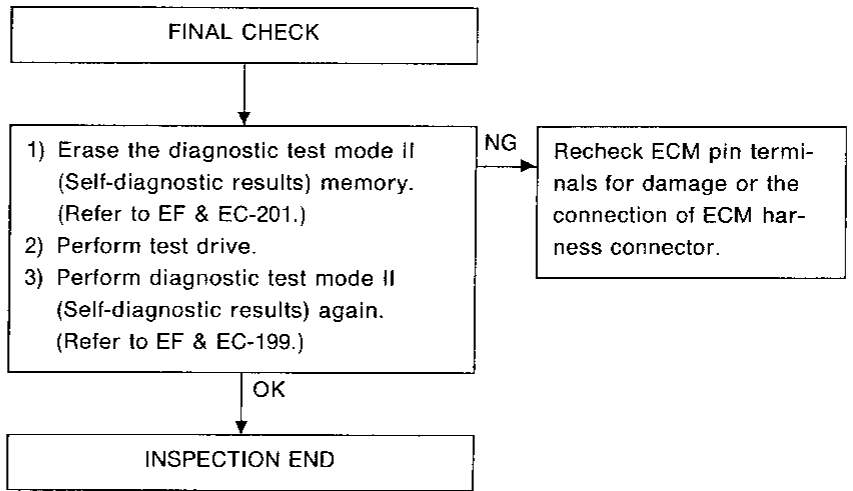 FINAL CHECK
1) Erase the diagnostic test mode II
(Self-diagnostic results) memory.
(Refer to EF & EC-201.)
2) Perform test drive.
3) Perform diagnostic test mode II
(Self-diagnostic results) again.
(Refer to EF & EC-199.)
NG
Recheck ECM pin termi-
nals for damage or the
connection of ECM har-
ness connector.
OK
INSPECTION END